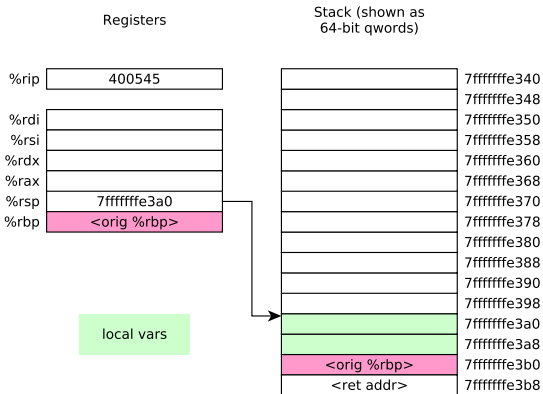 Registers
Stack (shown as
64-bit qwords)
%rip 400545
%rdi
%rsi
%rdx
%rax
%rsp 7fffffffe3a0
%rbp <orig %rbp>
local vars
7fffffffe340
7fffffffe348
7fffffffe350
7fffffffe358
7fffffffe360
7fffffffe368
7fffffffe370
7fffffffe378
7fffffffe380
7fffffffe388
7fffffffe390
7fffffffe398
7fffffffe3a0
7fffffffe3a8
<orig %rbp> 7fffffffe3b0
<ret addr> 7fffffffe3b8